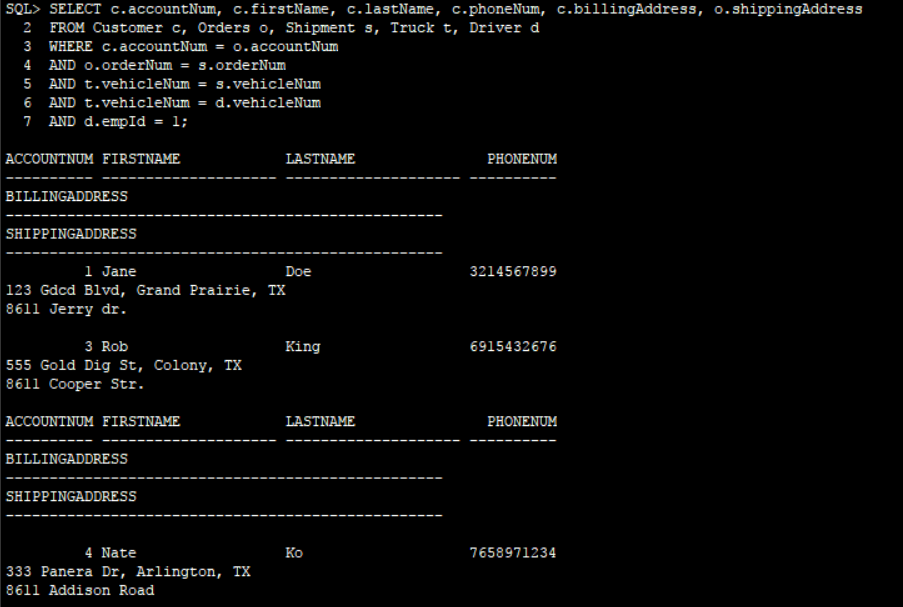 SQL> SELECT c.accountNum, c.firstName, c.lastName, c.phoneNum, c.billingAddress, o.shippingAddress
2 FROM Customer c, Orders o, Shipment s, Truck t, Driver d
3 WHERE c.accountNum = o.accountNum
4 AND o.orderNum = s.orderNum
5 AND t.vehicleNum = s.vehicleNum
6 AND t.vehicleNum = d.vehicleNum
7 AND d.empId = 1;
ACCOUNTNUM FIRSTNAME LASTNAME PHONENUM
---------- -------------------- -------------------- ----------
BILLINGADDRESS
--------------------------------------------------
SHIPPINGADDRESS
--------------------------------------------------
1 Jane Doe 3214567899
123 Gdcd Blvd, Grand Prairie, TX
8611 Jerry dr.
3 Rob King 6915432676
555 Gold Dig St, Colony, TX
8611 Cooper Str.
ACCOUNTNUM FIRSTNAME LASTNAME PHONENUM
---------- -------------------- -------------------- ----------
BILLINGADDRESS
--------------------------------------------------
SHIPPINGADDRESS
--------------------------------------------------
4 Nate Ko 7658971234
333 Panera Dr, Arlington, TX
8611 Addison Road